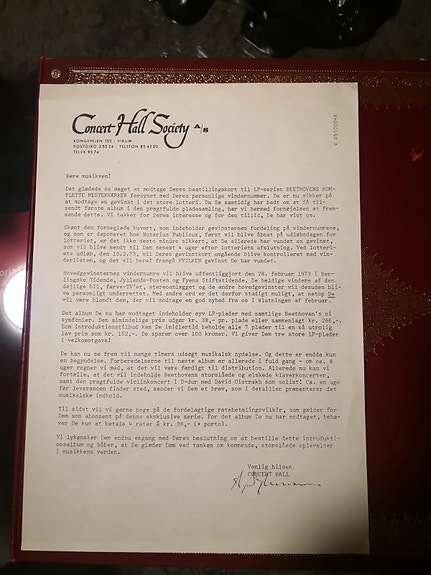 Concert Hall Society A/S
KONGEVEJEN 155 · VIRUM
POSTGIRO 2 55 26 · TELEFON 85 45 00
TELEX 95 74
Kære musikven!
Det glædede os meget at modtage Deres bestillingskort til LP-serien BEETHOVENS KOM-
PLETTE MESTERVÆRKER forsynet med Deres personlige vindernummer. De er nu sikker på
at modtage en gevinst i det store lotteri. Da De samtidig har bedt om at få til-
sendt første album i den pragtfulde pladesamling, har vi hermed fornøjelsen at frem-
sende dette. Vi takker for Deres interesse og for den tillid, De har vist os.
Skønt den forseglede kuvert, som indeholder gevinsternes fordeling på vindernumrene,
og som er deponeret hos Notarius Publicus, først vil blive åbnet på udløbsdagen for
lotteriet, er det ikke desto mindre sikkert, at De allerede har vundet en gevinst,
som vil blive sendt til Dem senest 6 uger efter lotteriets udløb. Ved lotteri-
ets udløb, den 15.2.73, vil Deres gevinstkort omgående blive kontrolleret med vin-
derlisten, og det vil heraf fremgå HVILKEN gevinst De har vundet.
Hovedgevinsternes vindernumre vil blive offentliggjort den 28. februar 1973 i Ber-
lingske Tidende, Jyllands-Posten og Fyens Stiftstidende. De heldige vindere af den
dejlige bil, farve-TV'et, stereoanlægget og de andre hovedgevinster vil desuden bli-
ve personligt underrettet. Med andre ord er det derfor stadig muligt, at netop De
vil være blandt dem, der vil modtage en god nyhed fra os i slutningen af februar.
Det album De nu har modtaget indeholder syv LP-plader med samtlige Beethoven's ni
symfonier. Den almindelige pris udgør kr. 38,- pr. plade eller sammenlagt kr. 266,-.
Som introduktionstilbud kan De imidlertid beholde alle 7 plader til en så utrolig
lav pris som kr. 152,-. De sparer over 100 kroner. Vi giver Dem tre store LP-plader
i velkomstgave!
De kan nu se frem til mange timers udsøgt musikalsk nydelse. Og dette er endda kun
en begyndelse. Forberedelserne til næste album er allerede i fuld gang - om ca. 8
uger regner vi med, at det vil være færdigt til distribution. Allerede nu kan vi
fortælle, at det vil indeholde Beethovens storslåede og elskede klaverkoncerter,
samt den pragtfulde violinkoncert i D-dur med David Oistrakh som solist! Ca. en uge
før leverancen finder sted, sender vi Dem et brev, som i detailler præsenterer det
musikalske indhold.
Til sidst vil vi gerne pege på de fordelagtige ratebetalingsvilkår, som gælder for
Dem som abonnent på denne eksklusive serie. For det album De nu har modtaget, behø-
ver De kun at betale 4 rater à kr. 38,- (+ porto).
Vi lykønsker Dem endnu engang med Deres beslutning om at bestille dette introdukti-
onsalbum og håber, at De glæder Dem ved tanken om kommende, storslåede oplevelser
i musikkens verden.
Venlig hilsen
CONCERT HALL